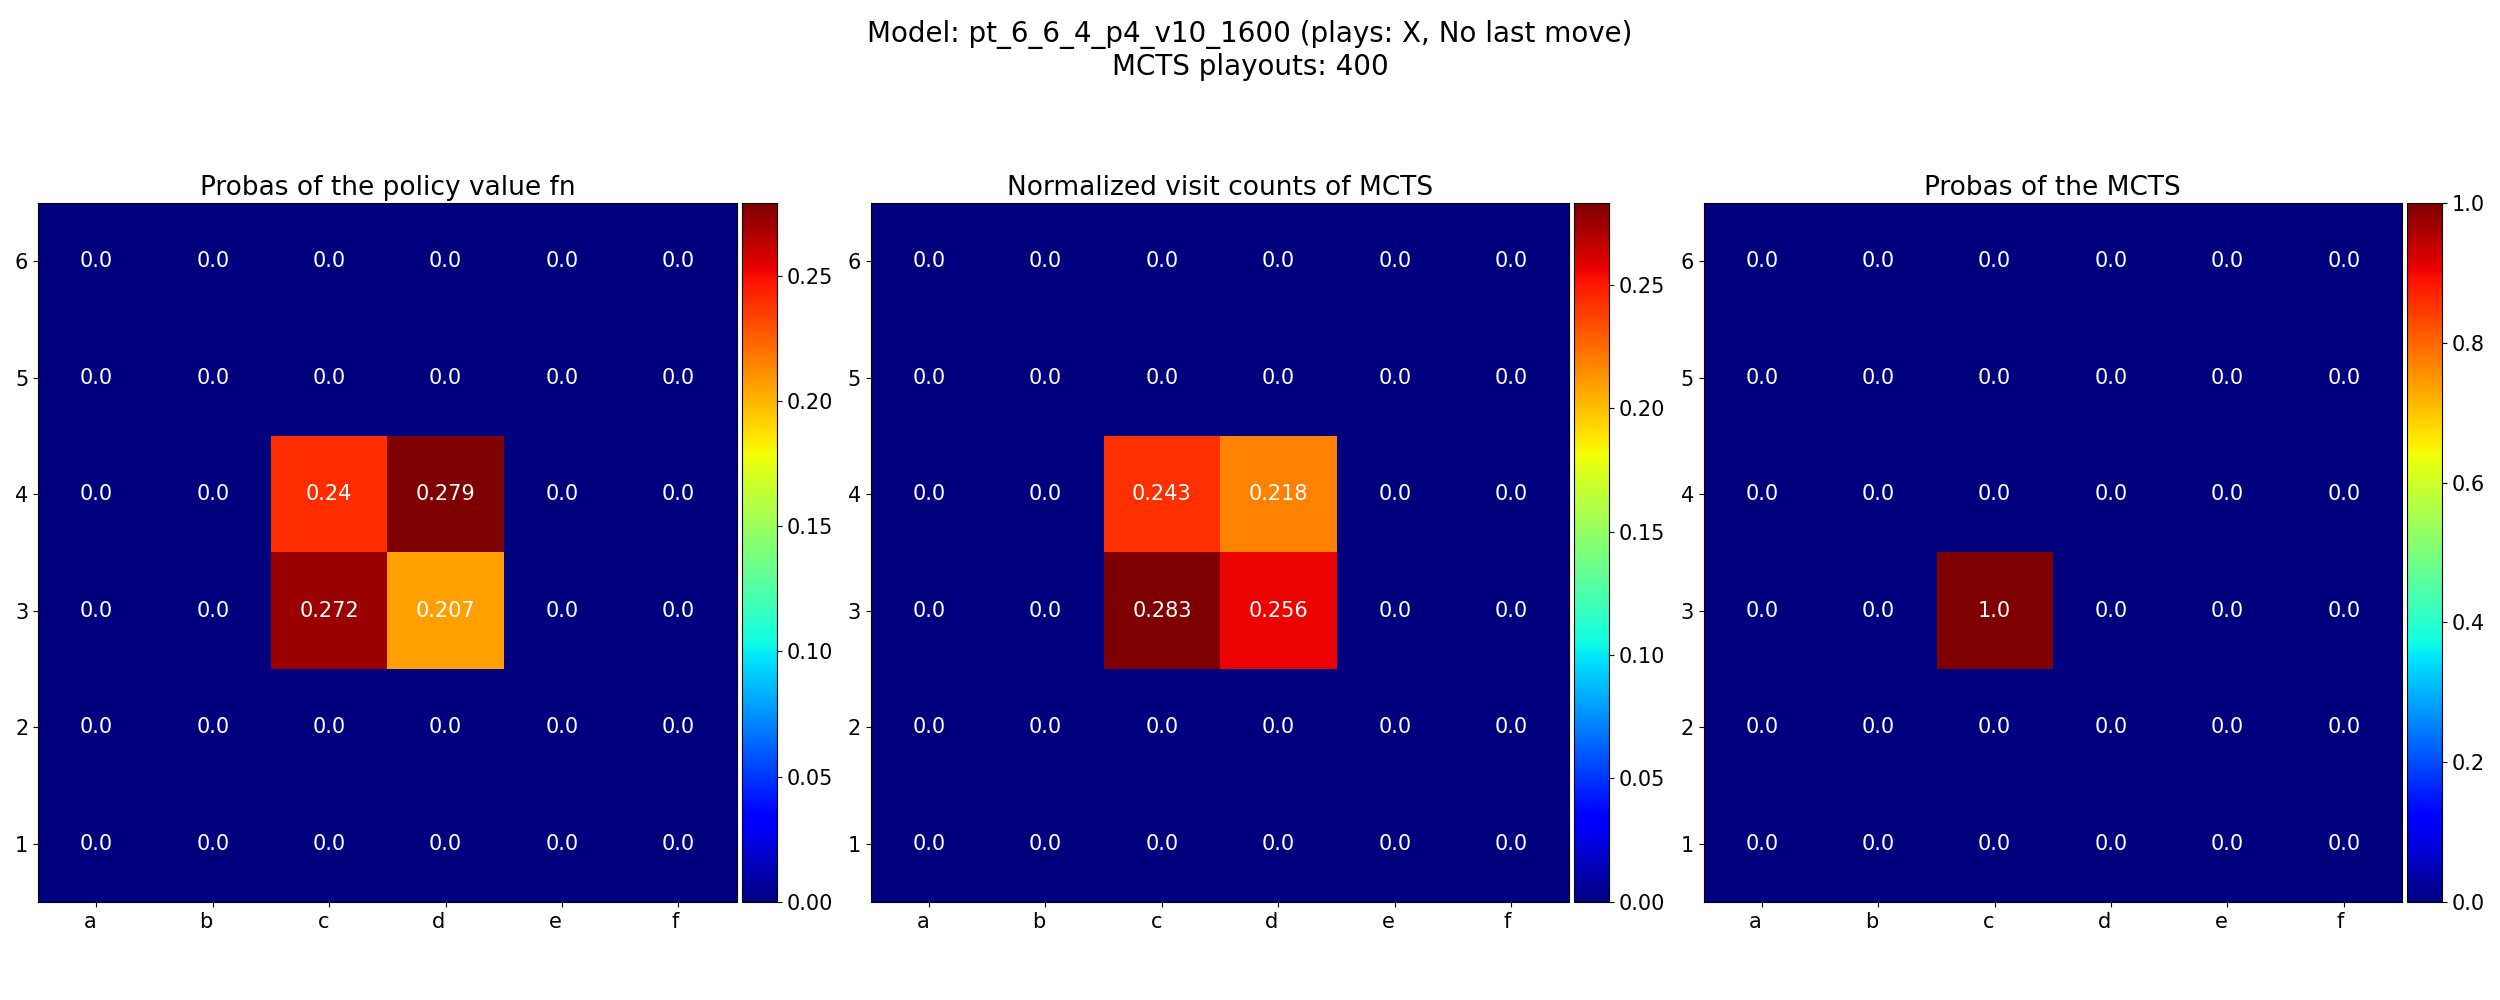 Model: pt_6_6_4_p4_v10_1600 (plays: X, No last move)
MCTS playouts: 400
Probas of the policy value fn
6 0.0 0.0 0.0 0.0 0.0 0.0
5 0.0 0.0 0.0 0.0 0.0 0.0
4 0.0 0.0 0.24 0.279 0.0 0.0
3 0.0 0.0 0.272 0.207 0.0 0.0
2 0.0 0.0 0.0 0.0 0.0 0.0
1 0.0 0.0 0.0 0.0 0.0 0.0
a b c d e f
0.25
0.20
0.15
0.10
0.05
0.00
Normalized visit counts of MCTS
6 0.0 0.0 0.0 0.0 0.0 0.0
5 0.0 0.0 0.0 0.0 0.0 0.0
4 0.0 0.0 0.243 0.218 0.0 0.0
3 0.0 0.0 0.283 0.256 0.0 0.0
2 0.0 0.0 0.0 0.0 0.0 0.0
1 0.0 0.0 0.0 0.0 0.0 0.0
a b c d e f
0.25
0.20
0.15
0.10
0.05
0.00
Probas of the MCTS
6 0.0 0.0 0.0 0.0 0.0 0.0
5 0.0 0.0 0.0 0.0 0.0 0.0
4 0.0 0.0 0.0 0.0 0.0 0.0
3 0.0 0.0 1.0 0.0 0.0 0.0
2 0.0 0.0 0.0 0.0 0.0 0.0
1 0.0 0.0 0.0 0.0 0.0 0.0
a b c d e f
1.0
0.8
0.6
0.4
0.2
0.0